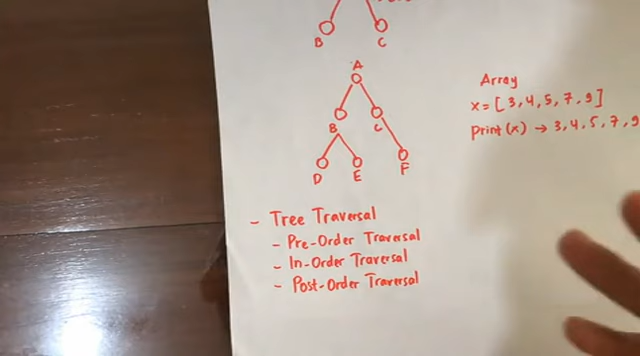 B C
A
B C
D E F
Array
x = [3, 4, 5, 7, 9]
print(x) → 3, 4, 5, 7, 9
- Tree Traversal
- Pre-Order Traversal
- In-Order Traversal
- Post-Order Traversal